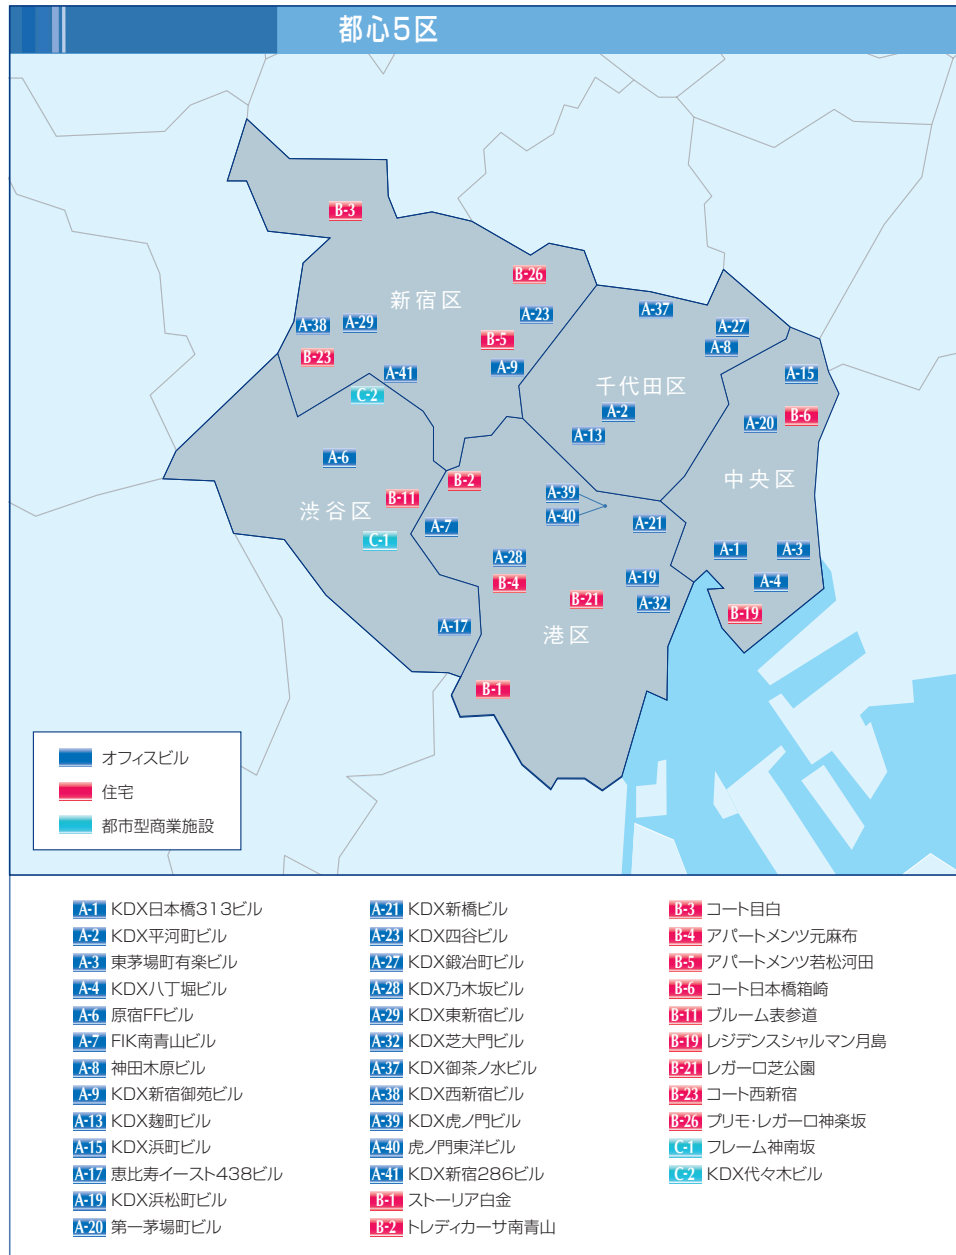 都心5区
B-3
B-26
新宿区
A-37
A-38
A-29
A-23
A-27
B-5
A-8
B-23
A-9
A-41
A-15
C-2
千代田区
A-2
B-6
A-20
A-13
A-6
中央区
B-2
A-39
B-11
渋谷区
A-40
A-7
A-21
C-1
A-28
A-1
A-3
B-4
A-19
A-4
B-21
A-32
B-19
A-17
港区
B-1
オフィスビル
住宅
都市型商業施設
A-1 KDX日本橋313ビル
A-2 KDX平河町ビル
A-3 東茅場町有楽ビル
A-4 KDX八丁堀ビル
A-6 原宿FFビル
A-7 FIK南青山ビル
A-8 神田木原ビル
A-9 KDX新宿御苑ビル
A-13 KDX麹町ビル
A-15 KDX浜町ビル
A-17 恵比寿イースト438ビル
A-19 KDX浜松町ビル
A-20 第一茅場町ビル
A-21 KDX新橋ビル
A-23 KDX四谷ビル
A-27 KDX鍛冶町ビル
A-28 KDX乃木坂ビル
A-29 KDX東新宿ビル
A-32 KDX芝大門ビル
A-37 KDX御茶ノ水ビル
A-38 KDX西新宿ビル
A-39 KDX虎ノ門ビル
A-40 虎ノ門東洋ビル
A-41 KDX新宿286ビル
B-1 ストーリア白金
B-2 トレディカーサ南青山
B-3 コート目白
B-4 アパートメンツ元麻布
B-5 アパートメンツ若松河田
B-6 コート日本橋箱崎
B-11 ブルーム表参道
B-19 レジデンスシャルマン月島
B-21 レガーロ芝公園
B-23 コート西新宿
B-26 プリモ・レガーロ神楽坂
C-1 フレーム神南坂
C-2 KDX代々木ビル